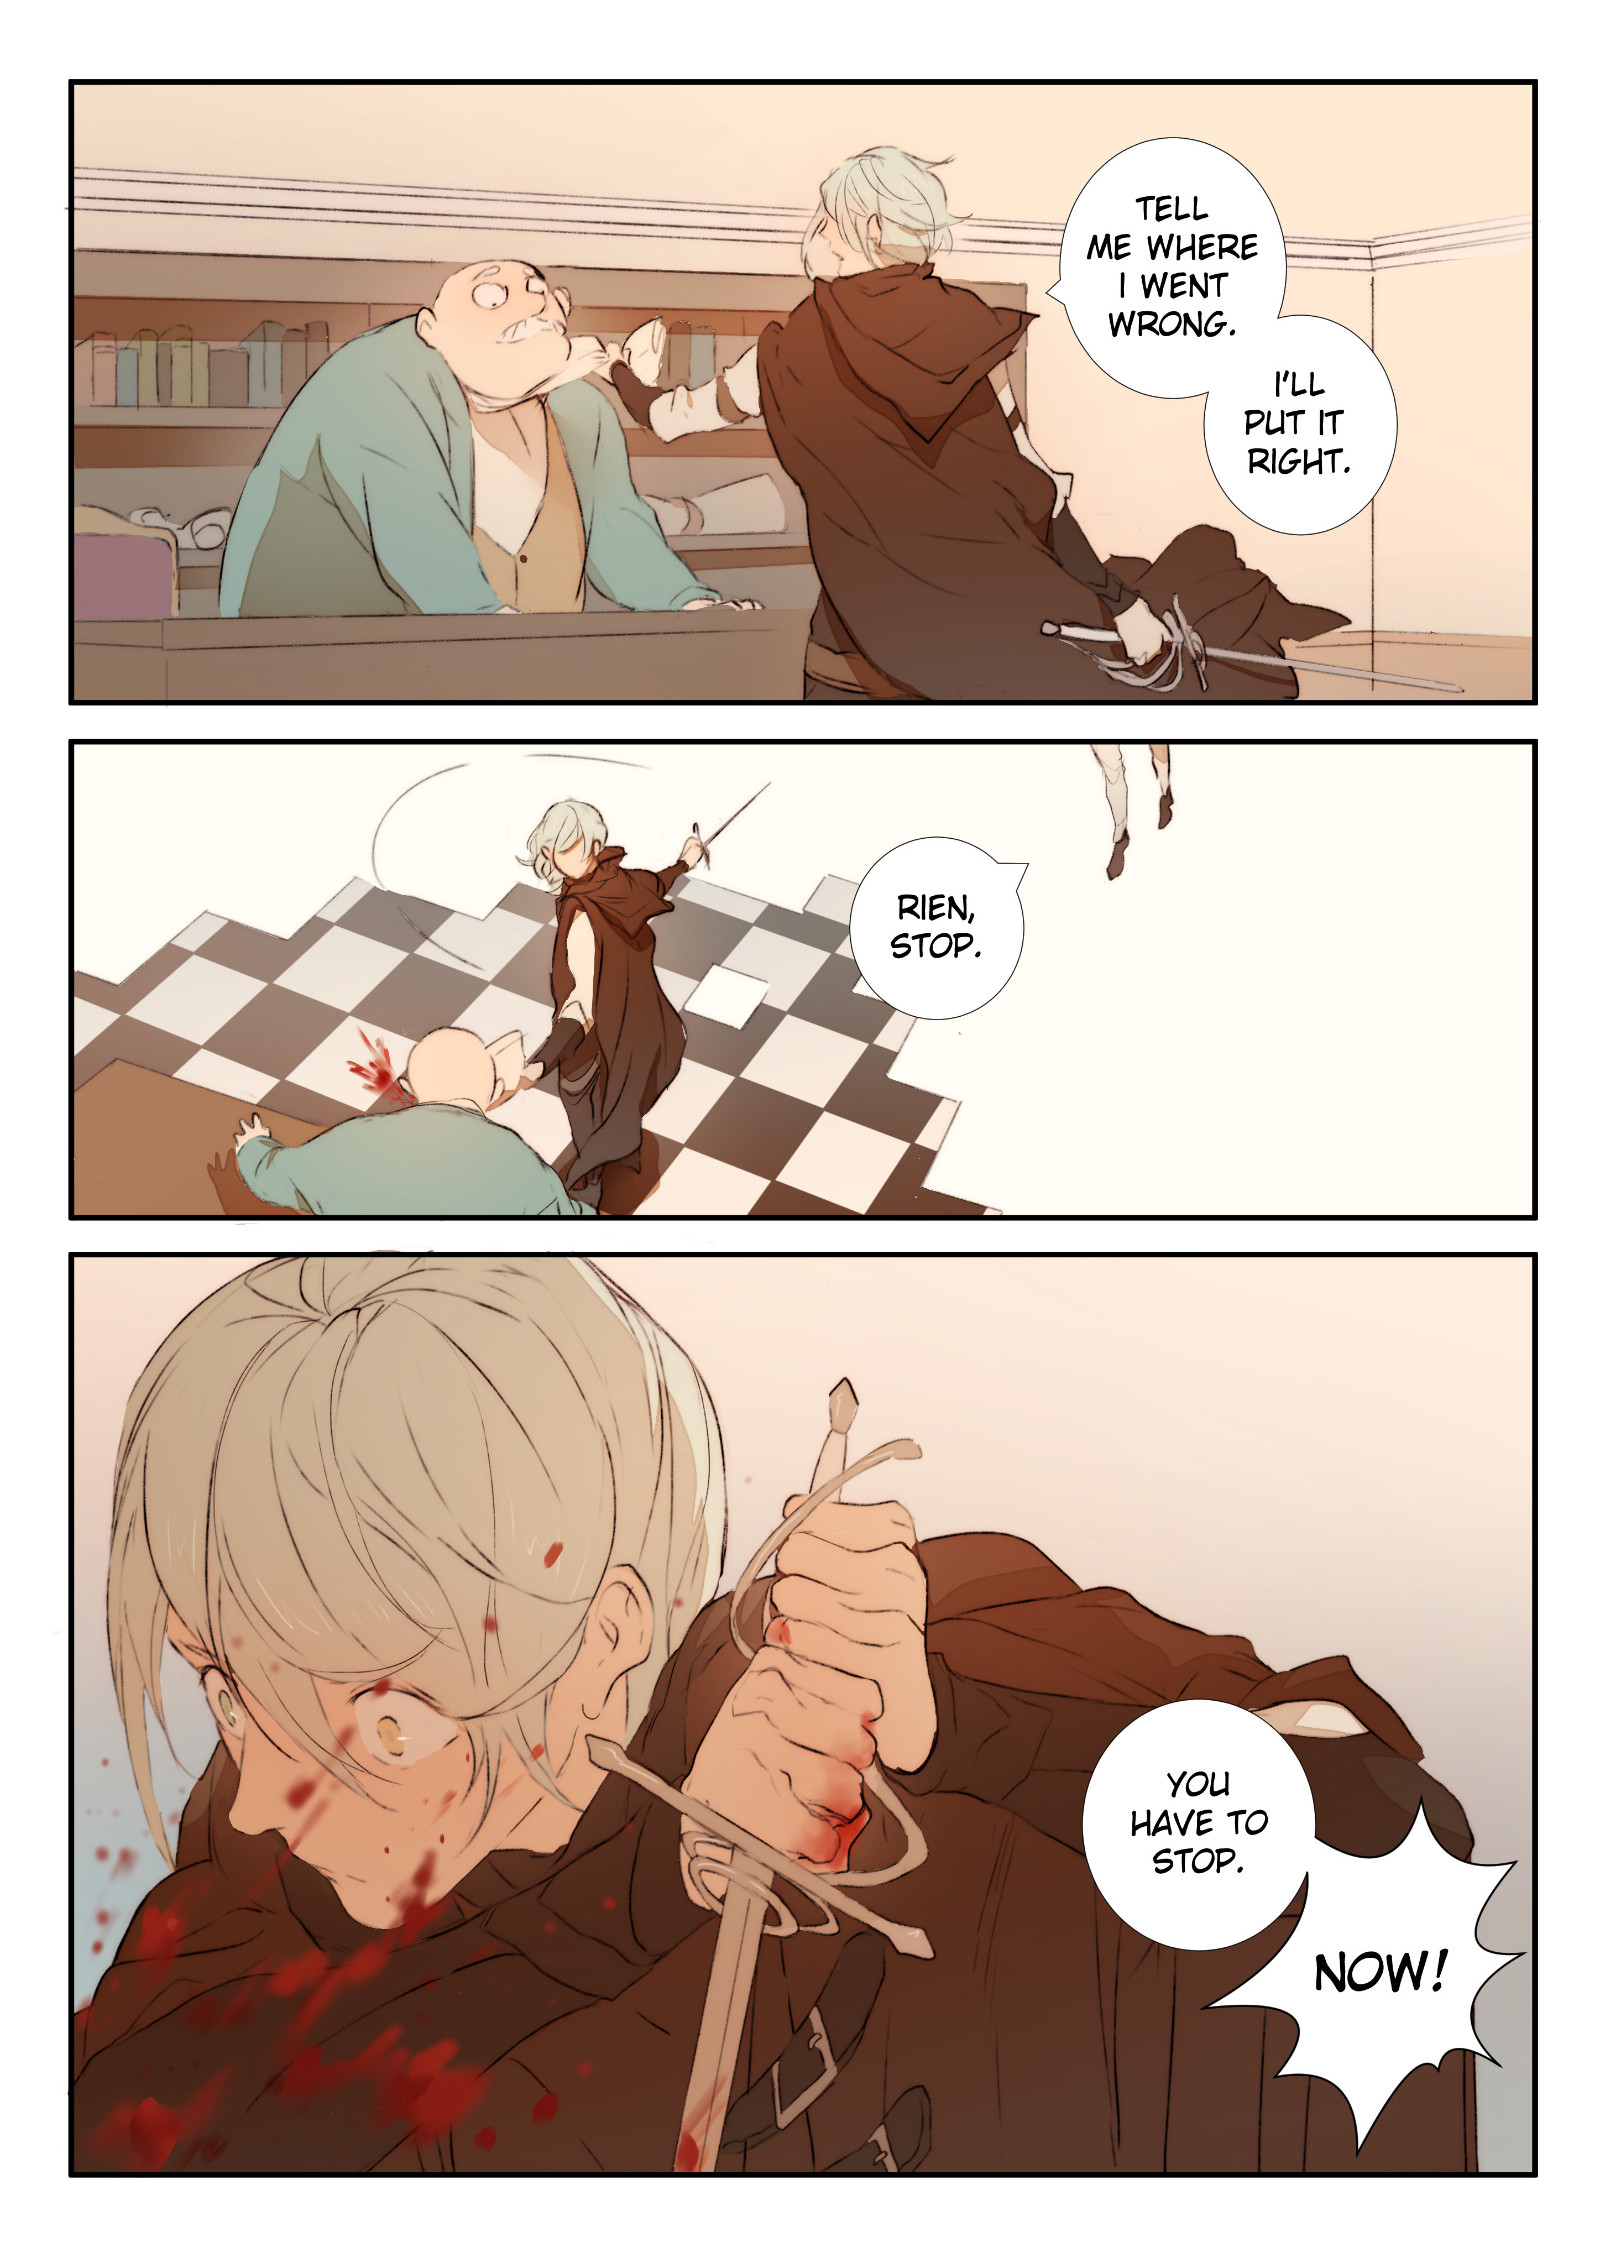 TELL
ME WHERE
I WENT
WRONG.
I'LL
PUT IT
RIGHT.
RIEN,
STOP.
YOU
HAVE TO
STOP.
NOW!